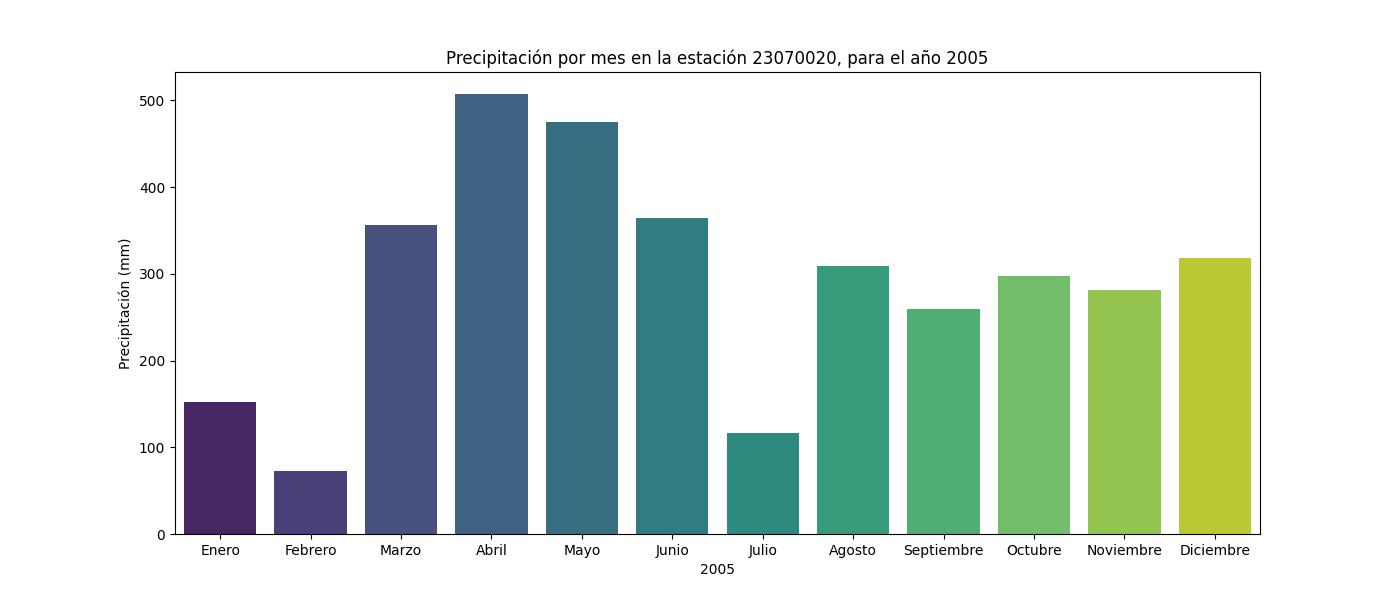 Precipitación por mes en la estación 23070020, para el año 2005
Precipitación (mm)
500
400
300
200
100
0
Enero Febrero Marzo Abril Mayo Junio Julio Agosto Septiembre Octubre Noviembre Diciembre
2005